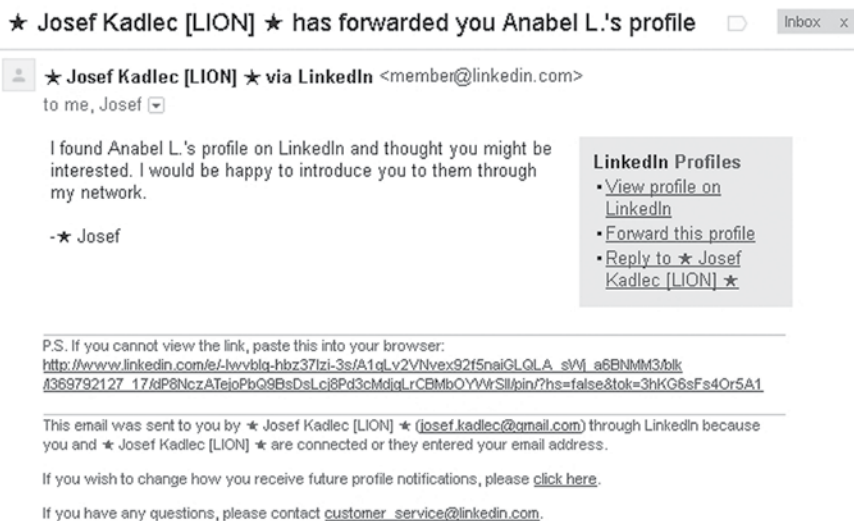 ★ Josef Kadlec [LION] ★ has forwarded you Anabel L.'s profile
Inbox x
★ Josef Kadlec [LION] ★ via LinkedIn <member@linkedin.com>
to me, Josef
I found Anabel L.'s profile on LinkedIn and thought you might be
interested. I would be happy to introduce you to them through
my network.
-★ Josef
LinkedIn Profiles
▪ View profile on
LinkedIn
▪ Forward this profile
▪ Reply to ★ Josef
Kadlec [LION] ★
P.S. If you cannot view the link, paste this into your browser:
This email was sent to you by ★ Josef Kadlec [LION] ★ (josef.kadlec@gmail.com) through LinkedIn because
you and ★ Josef Kadlec [LION] ★ are connected or they entered your email address.
If you wish to change how you receive future profile notifications, please click here.
If you have any questions, please contact customer_service@linkedin.com.